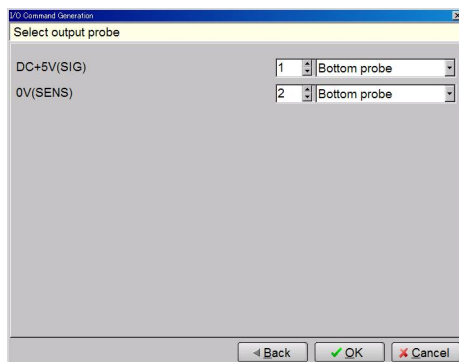 I/O Command Generation
Select output probe
DC+5V(SIG) 1 Bottom probe
0V(SENS) 2 Bottom probe
Back OK Cancel